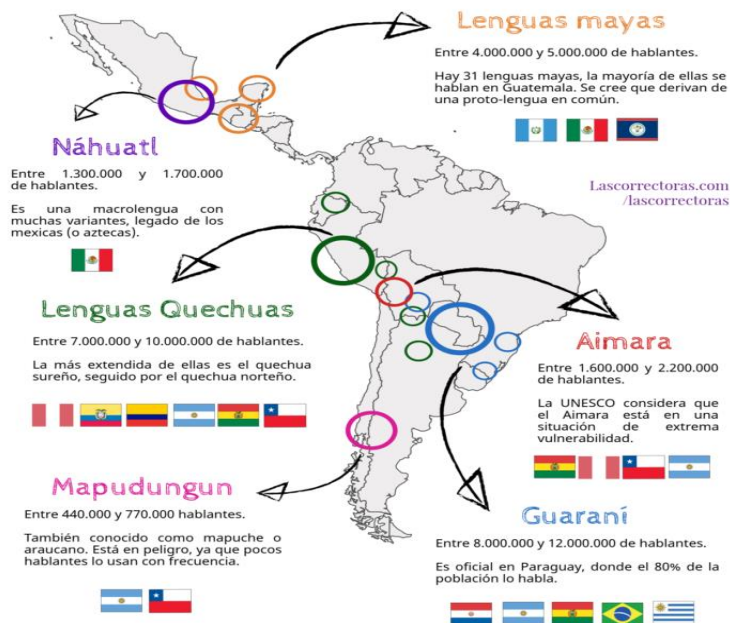 Lenguas mayas
Entre 4.000.000 y 5.000.000 de hablantes.
Hay 31 lenguas mayas, la mayoría de ellas se
hablan en Guatemala. Se cree que derivan de
una proto-lengua en común.
Náhuatl
Entre 1.300.000 y 1.700.000
de hablantes.
Es una macrolengua con
muchas variantes, legado de los
mexicas (o aztecas).
Lascorrectoras.com
/lascorrectoras
Lenguas Quechuas
Entre 7.000.000 y 10.000.000 de hablantes.
La más extendida de ellas es el quechua
sureño, seguido por el quechua norteño.
Aimara
Entre 1.600.000 y 2.200.000
de hablantes.
La UNESCO considera que
el Aimara está en una
situación de extrema
vulnerabilidad.
Mapudungun
Entre 440.000 y 770.000 hablantes.
También conocido como mapuche o
araucano. Está en peligro, ya que pocos
hablantes lo usan con frecuencia.
Guaraní
Entre 8.000.000 y 12.000.000 de hablantes.
Es oficial en Paraguay, donde el 80% de la
población lo habla.